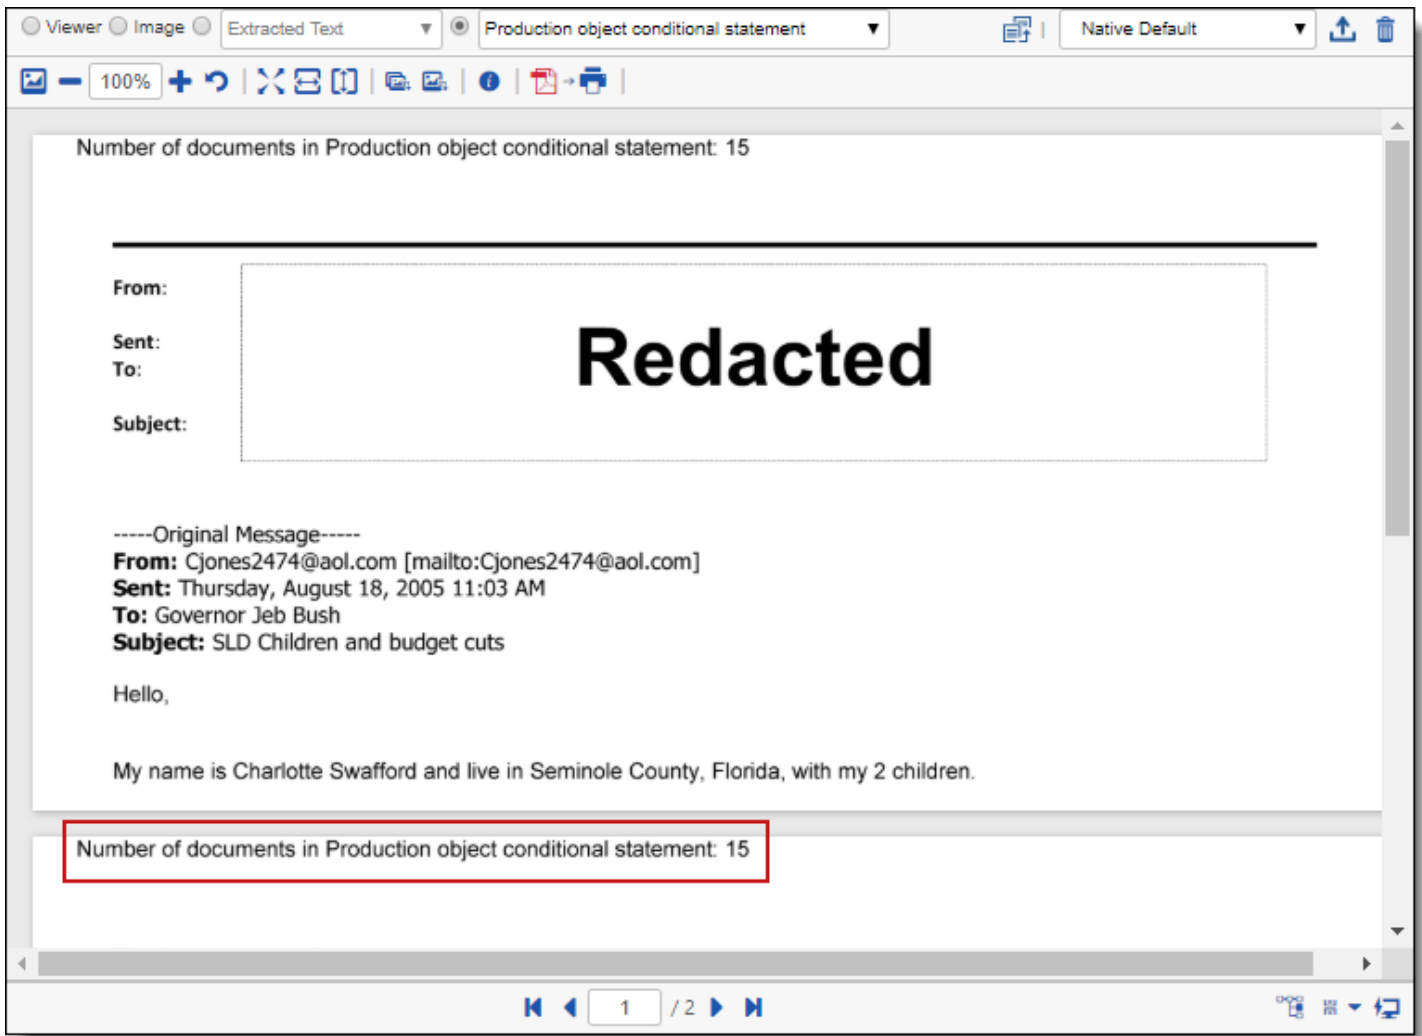 Viewer Image Extracted Text Production object conditional statement Native Default
100%
Number of documents in Production object conditional statement: 15
From:
Sent:
To:
Subject:
Redacted
-----Original Message-----
From: Cjones2474@aol.com [mailto:Cjones2474@aol.com]
Sent: Thursday, August 18, 2005 11:03 AM
To: Governor Jeb Bush
Subject: SLD Children and budget cuts
Hello,
My name is Charlotte Swafford and live in Seminole County, Florida, with my 2 children.
Number of documents in Production object conditional statement: 15
1 / 2